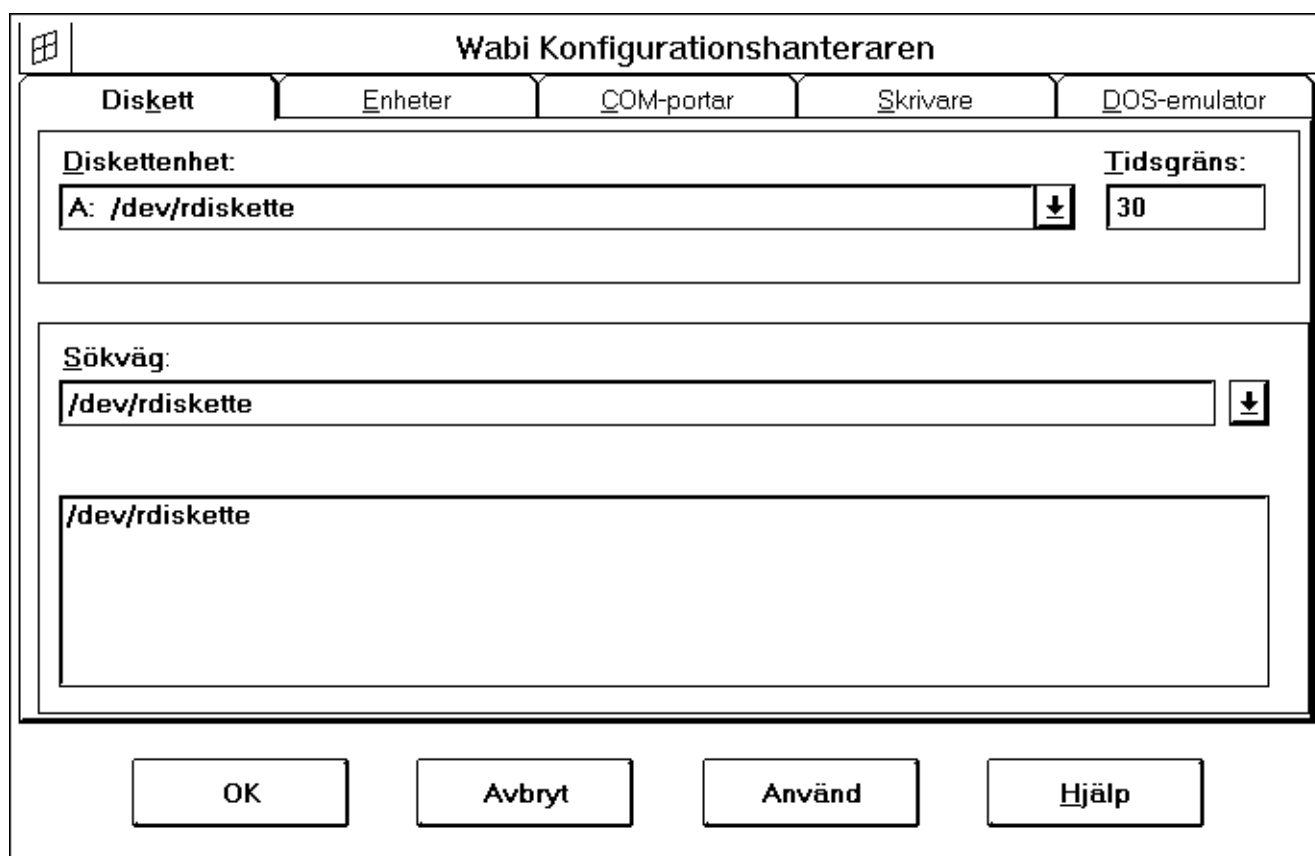 Wabi Konfigurationshanteraren
Diskett Enheter COM-portar Skrivare DOS-emulator
Diskettenhet: Tidsgräns:
A: /dev/rdiskette 30
Sökväg:
/dev/rdiskette
/dev/rdiskette
OK Avbryt Använd Hjälp